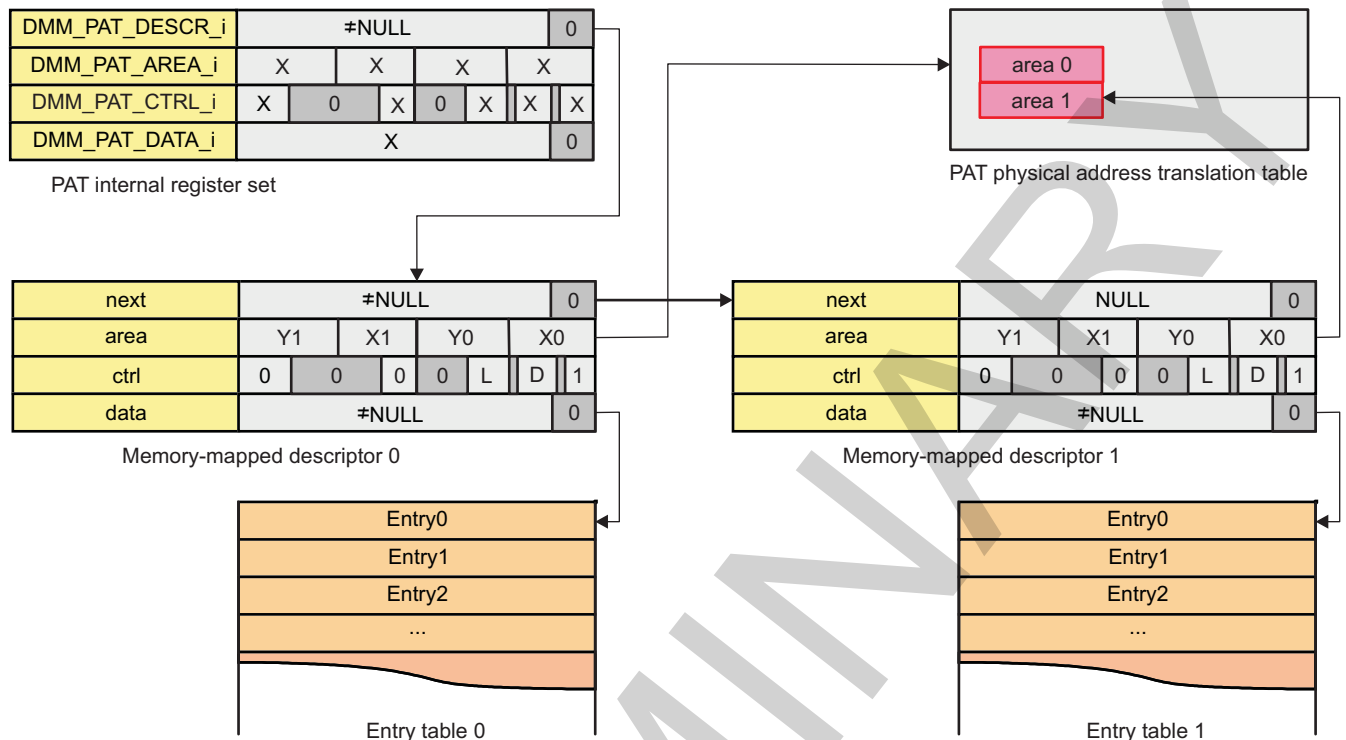 DMM_PAT_DESCR_i ≠NULL 0
DMM_PAT_AREA_i X X X X
DMM_PAT_CTRL_i X 0 X 0 X X X
DMM_PAT_DATA_i X 0
PAT internal register set
area 0
area 1
PAT physical address translation table
next ≠NULL 0
area Y1 X1 Y0 X0
ctrl 0 0 0 0 L D 1
data ≠NULL 0
Memory-mapped descriptor 0
next NULL 0
area Y1 X1 Y0 X0
ctrl 0 0 0 0 L D 1
data ≠NULL 0
Memory-mapped descriptor 1
Entry0
Entry1
Entry2
...
Entry table 0
Entry0
Entry1
Entry2
...
Entry table 1
MINARY